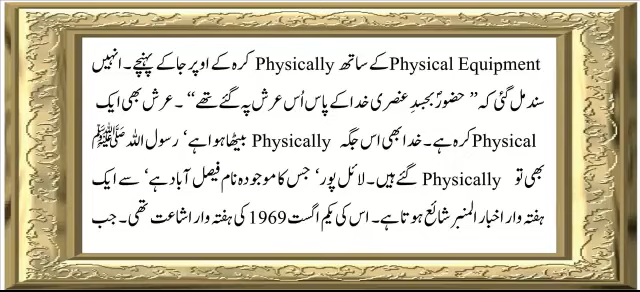 Physical Equipment کے ساتھ Physically کرہ کے اوپر جا کے پہنچے۔ انہیں
سند مل گئی کہ ’’حضورؐ بجسدِ عنصری خدا کے پاس اُس عرش پہ گئے تھے‘‘۔ عرش بھی ایک
Physical کرہ ہے۔ خدا بھی اس جگہ Physically بیٹھا ہوا ہے‘ رسول اللہ ﷺ
بھی تو Physically گئے ہیں۔ لائل پور‘ جس کا موجودہ نام فیصل آباد ہے‘ سے ایک
ہفتہ وار اخبار المنبر شائع ہوتا ہے۔ اس کی یکم اگست 1969 کی ہفتہ وار اشاعت تھی۔ جب